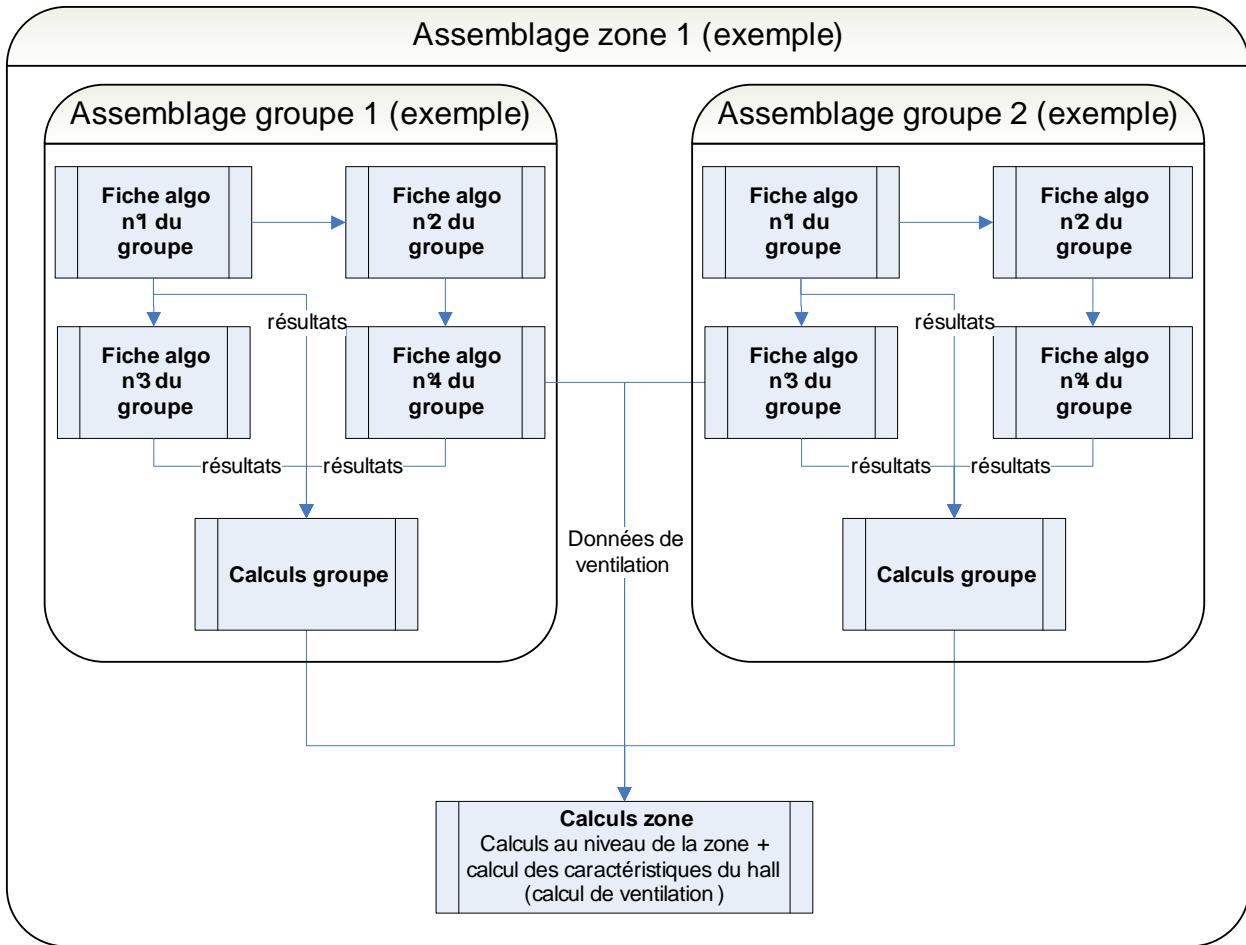 Assemblage zone 1 (exemple)
Assemblage groupe 1 (exemple)
Fiche algo
n°1 du
groupe
Fiche algo
n°2 du
groupe
résultats
Fiche algo
n°3 du
groupe
Fiche algo
n°4 du
groupe
résultats
résultats
Calculs groupe
Données de
ventilation
Assemblage groupe 2 (exemple)
Fiche algo
n°1 du
groupe
Fiche algo
n°2 du
groupe
résultats
Fiche algo
n°3 du
groupe
Fiche algo
n°4 du
groupe
résultats
résultats
Calculs groupe
Calculs zone
Calculs au niveau de la zone +
calcul des caractéristiques du hall
(calcul de ventilation )